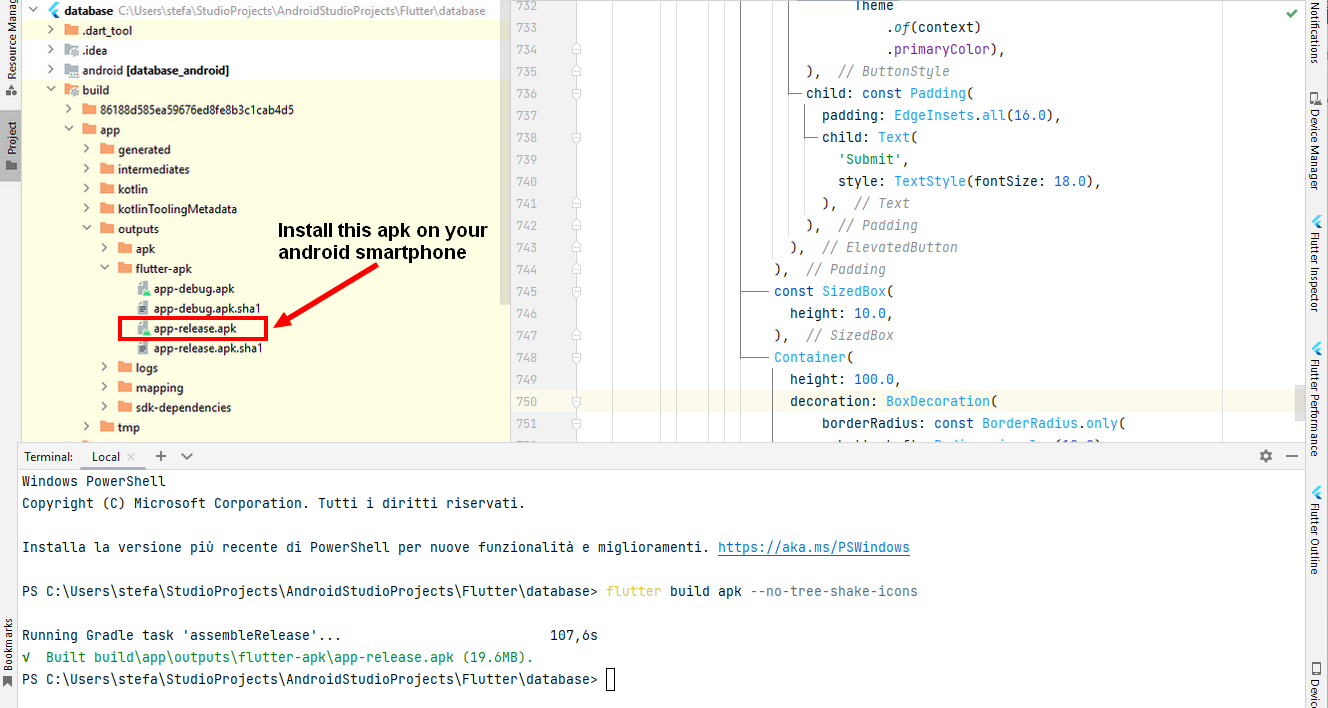 Resource Manag
Project
Bookmarks
database C:\Users\stefa\StudioProjects\AndroidStudioProjects\Flutter\database
.dart_tool
.idea
android [database_android]
build
86188d585ea59676ed8fe8b3c1cab4d5
app
generated
intermediates
kotlin
kotlinToolingMetadata
outputs
apk
flutter-apk
app-debug.apk
app-debug.apk.sha1
app-release.apk
app-release.apk.sha1
logs
mapping
sdk-dependencies
tmp
Install this apk on your
android smartphone
732 Theme
733 .of(context)
734 .primaryColor),
735 ), // ButtonStyle
736 child: const Padding(
737 padding: EdgeInsets.all(16.0),
738 child: Text(
739 'Submit',
740 style: TextStyle(fontSize: 18.0),
741 ), // Text
742 ), // Padding
743 ), // ElevatedButton
744 ), // Padding
745 const SizedBox(
746 height: 10.0,
747 ), // SizedBox
748 Container(
749 height: 100.0,
750 decoration: BoxDecoration(
751 borderRadius: const BorderRadius.only(
Notifications
Device Manager
Flutter Inspector
Flutter Performance
Flutter Outline
Devic
Terminal: Local
Windows PowerShell
Copyright (C) Microsoft Corporation. Tutti i diritti riservati.
Installa la versione più recente di PowerShell per nuove funzionalità e miglioramenti. https://aka.ms/PSWindows
PS C:\Users\stefa\StudioProjects\AndroidStudioProjects\Flutter\database> flutter build apk --no-tree-shake-icons
Running Gradle task 'assembleRelease'... 107,6s
√ Built build\app\outputs\flutter-apk\app-release.apk (19.6MB).
PS C:\Users\stefa\StudioProjects\AndroidStudioProjects\Flutter\database>